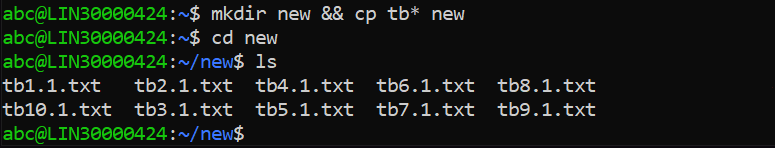 abc@LIN30000424:~$ mkdir new && cp tb* new
abc@LIN30000424:~$ cd new
abc@LIN30000424:~/new$ ls
tb1.1.txt   tb2.1.txt  tb4.1.txt  tb6.1.txt  tb8.1.txt
tb10.1.txt  tb3.1.txt  tb5.1.txt  tb7.1.txt  tb9.1.txt
abc@LIN30000424:~/new$